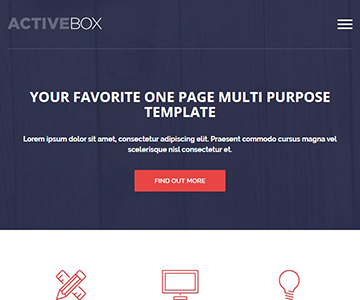 ACTIVEBOX
YOUR FAVORITE ONE PAGE MULTI PURPOSE
TEMPLATE
Lorem ipsum dolor sit amet, consectetur adipiscing elit. Praesent commodo cursus magna vel
scelerisque nisl consectetur et.
FIND OUT MORE